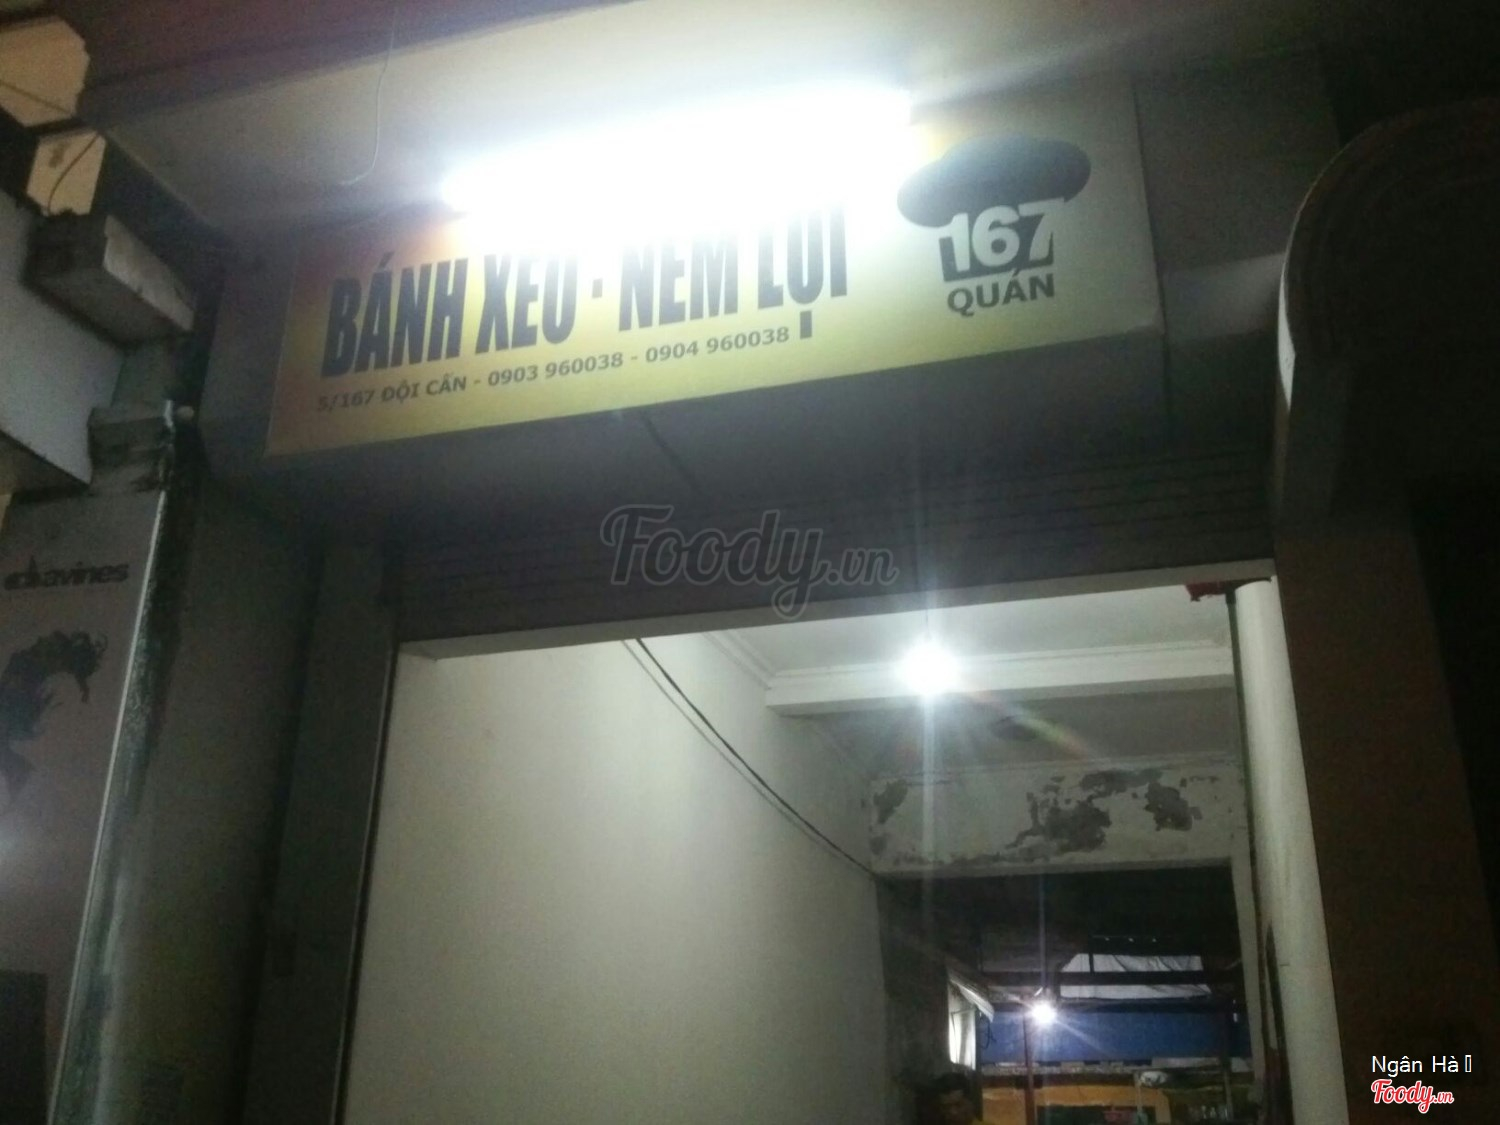 BÁNH XÈO · NEM LỤI
5/167 ĐỘI CẤN - 0903 960038 - 0904 960038
167
QUÁN
davines
Foody.vn
Ngân Hà
Foody.vn